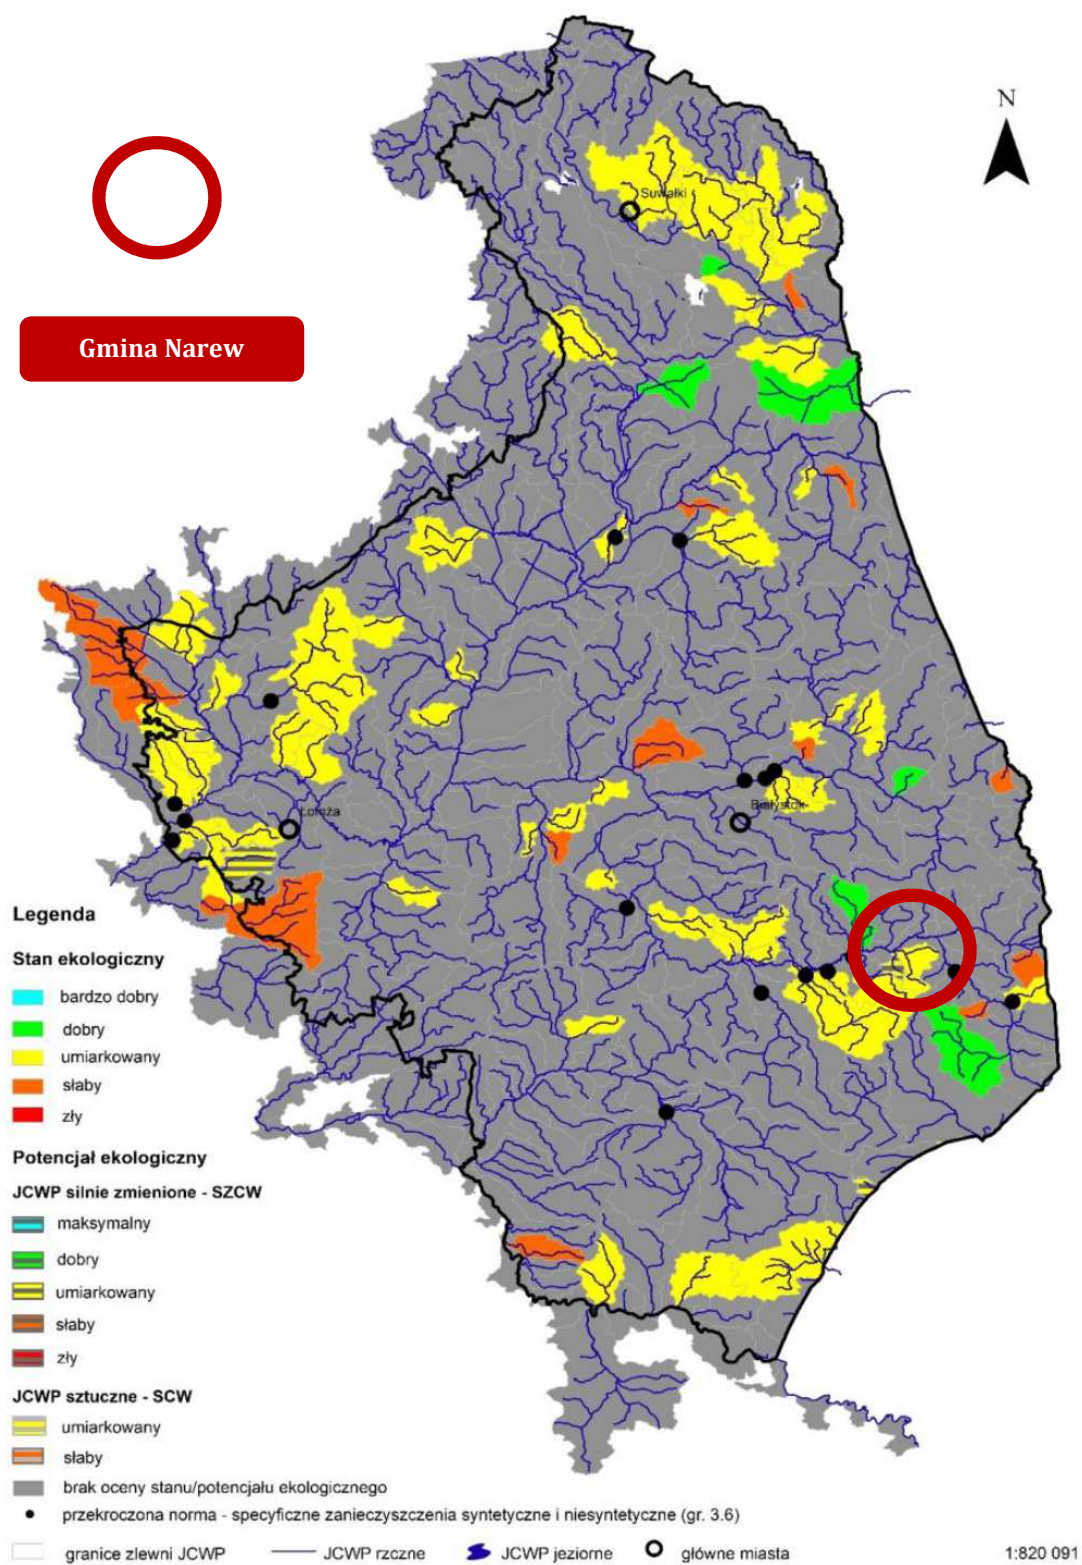 N
Suwałki
Gmina Narew
Łomża
Białystok
Legenda
Stan ekologiczny
bardzo dobry
dobry
umiarkowany
słaby
zły
Potencjał ekologiczny
JCWP silnie zmienione - SZCW
maksymalny
dobry
umiarkowany
słaby
zły
JCWP sztuczne - SCW
umiarkowany
słaby
brak oceny stanu/potencjału ekologicznego
przekroczona norma - specyficzne zanieczyszczenia syntetyczne i niesyntetyczne (gr. 3.6)
granice zlewni JCWP JCWP rzczne JCWP jeziorne główne miasta 1:820 091